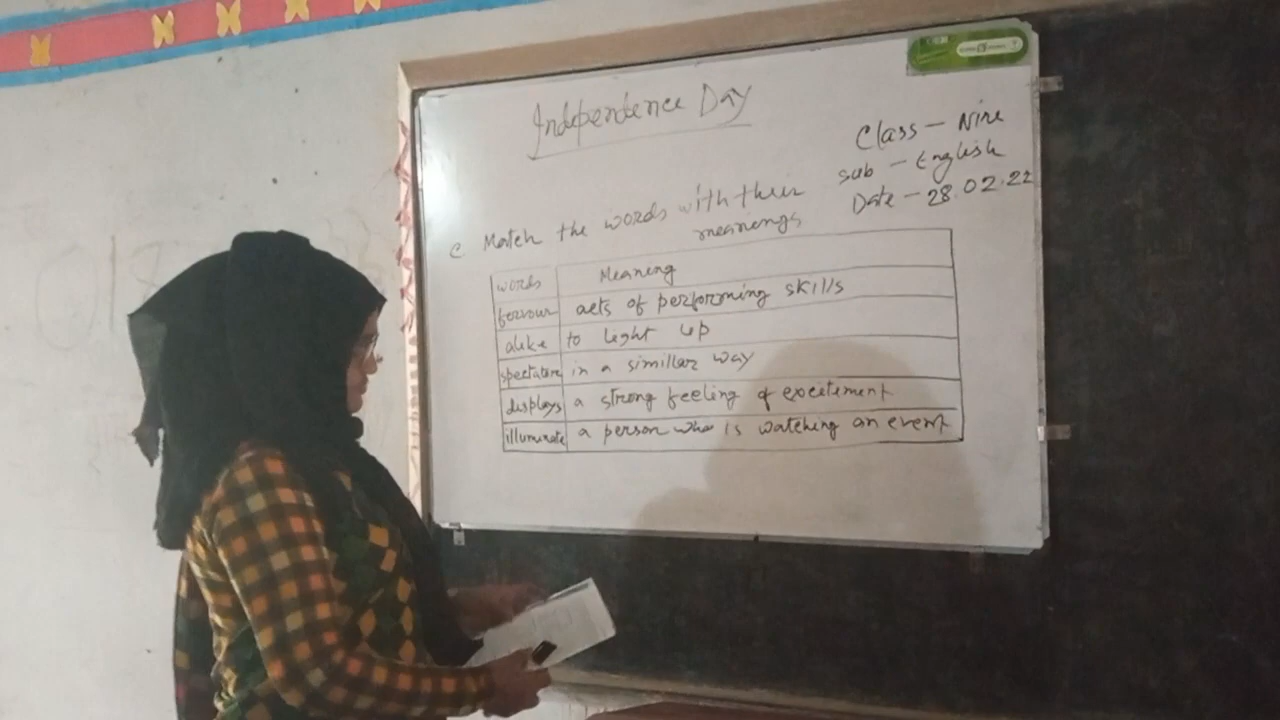 Independence Day
Class - Nine
Sub - English
Date - 28.02.22
c Match the words with their
meanings
words Meaning
fervour acts of performing skills
alike to light up
spectators in a simillar way
displays a strong feeling of exceitement
illuminate a person who is watching an event